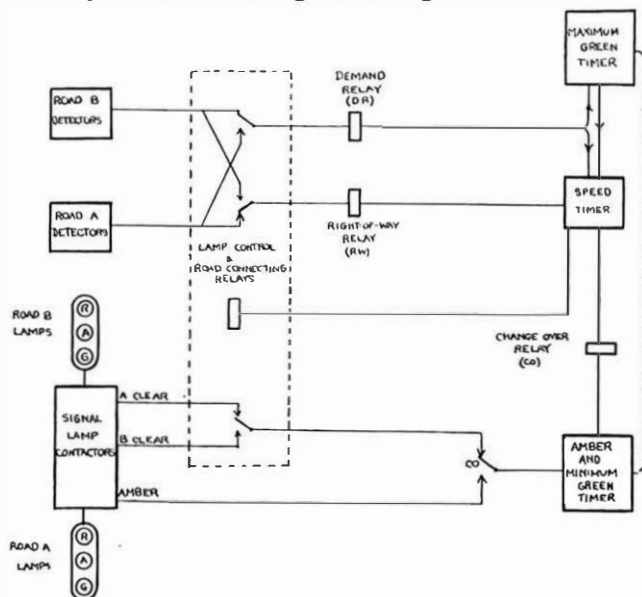 MAXIMUM
GREEN
TIMER
DEMAND
RELAY
(DR)
ROAD B
DETECTORS
SPEED
TIMER
ROAD A
DETECTORS
RIGHT-OF-WAY
RELAY
(RW)
LAMP CONTROL
&
ROAD CONNECTING
RELAYS
ROAD B
LAMPS
R
A
G
CHANGE OVER
RELAY
(CO)
A CLEAR
SIGNAL
LAMP
CONTACTORS
B CLEAR
CO
AMBER
AND
MINIMUM
GREEN
TIMER
AMBER
ROAD A
LAMPS
R
A
G